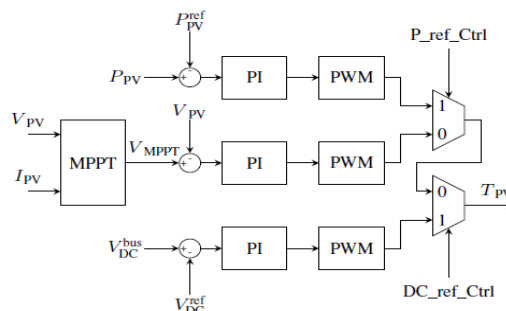 P_PV^ref
P_ref_Ctrl
P_PV + - PI PWM 1
V_PV V_PV 0
MPPT V_MPPT + - PI PWM
I_PV 0 T_PV
1
V_DC^bus + - PI PWM
V_DC^ref DC_ref_Ctrl